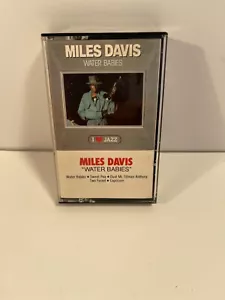 MILES DAVIS
WATER BABIES
I ♥ JAZZ
MILES DAVIS
"WATER BABIES"
Water Babies • Sweet Pea • Dual Mr. Tillman Anthony
Two Faced • Capricorn